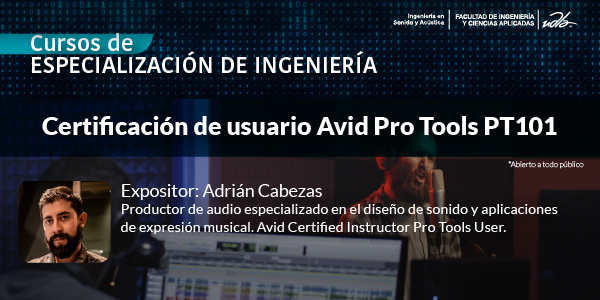 Ingeniería en
Sonido y Acústica
FACULTAD DE INGENIERÍA
Y CIENCIAS APLICADAS
udla.
Cursos de
ESPECIALIZACIÓN DE INGENIERÍA
Certificación de usuario Avid Pro Tools PT101
*Abierto a todo público
Expositor: Adrián Cabezas
Productor de audio especializado en el diseño de sonido y aplicaciones
de expresión musical. Avid Certified Instructor Pro Tools User.